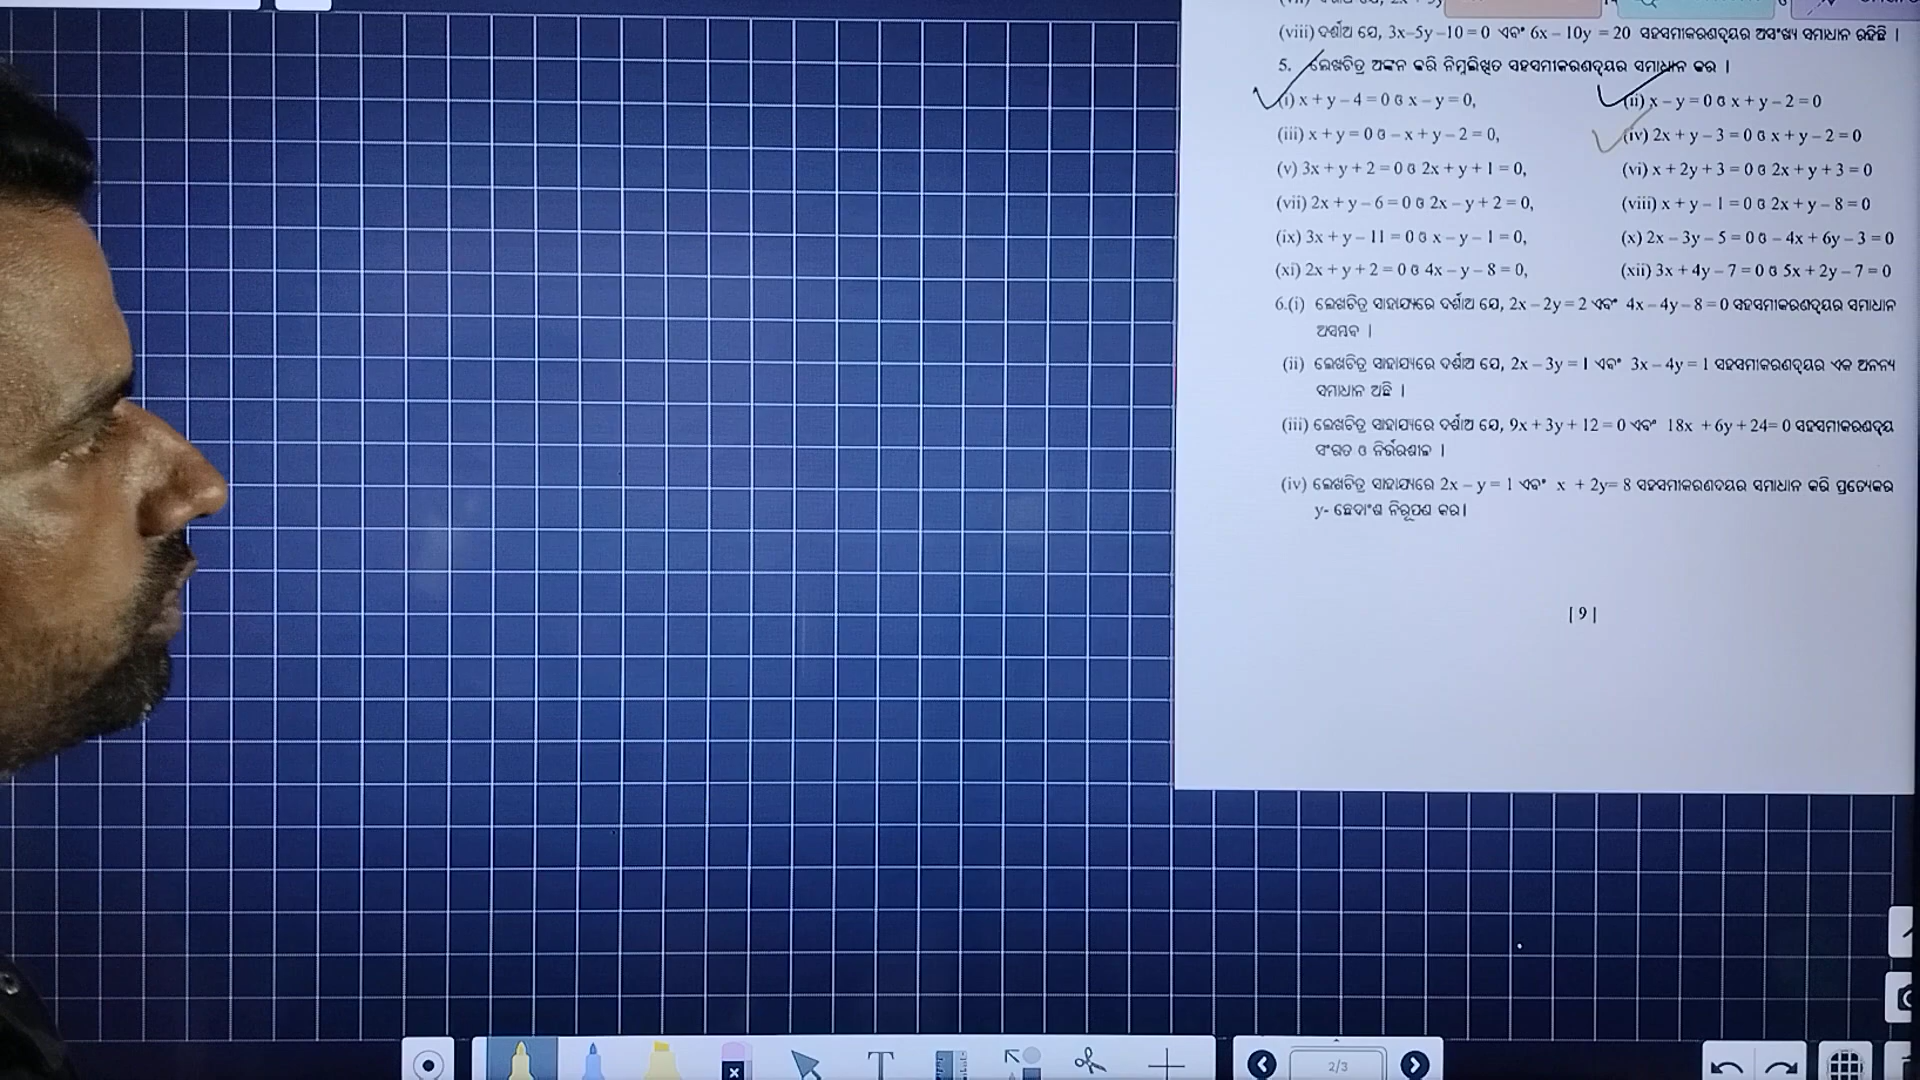 (viii) ଦର୍ଶାଅ ଯେ, 3x–5y –10 = 0 ଏବଂ 6x – 10y = 20 ସହସମୀକରଣଦ୍ୱୟର ଅସଂଖ୍ୟ ସମାଧାନ ରହିଛି ।
5. ଲେଖଚିତ୍ର ଅଙ୍କନ କରି ନିମ୍ନଲିଖିତ ସହସମୀକରଣଦ୍ୱୟର ସମାଧାନ କର ।
(i) x + y – 4 = 0 ଓ x – y = 0, (ii) x – y = 0 ଓ x + y – 2 = 0
(iii) x + y = 0 ଓ – x + y – 2 = 0, (iv) 2x + y – 3 = 0 ଓ x + y – 2 = 0
(v) 3x + y + 2 = 0 ଓ 2x + y + 1 = 0, (vi) x + 2y + 3 = 0 ଓ 2x + y + 3 = 0
(vii) 2x + y – 6 = 0 ଓ 2x – y + 2 = 0, (viii) x + y – 1 = 0 ଓ 2x + y – 8 = 0
(ix) 3x + y – 11 = 0 ଓ x – y – 1 = 0, (x) 2x – 3y – 5 = 0 ଓ – 4x + 6y – 3 = 0
(xi) 2x + y + 2 = 0 ଓ 4x – y – 8 = 0, (xii) 3x + 4y – 7 = 0 ଓ 5x + 2y – 7 = 0
6.(i) ଲେଖଚିତ୍ର ସାହାଯ୍ୟରେ ଦର୍ଶାଅ ଯେ, 2x – 2y = 2 ଏବଂ 4x – 4y – 8 = 0 ସହସମୀକରଣଦ୍ୱୟର ସମାଧାନ
ଅସମ୍ଭବ ।
(ii) ଲେଖଚିତ୍ର ସାହାଯ୍ୟରେ ଦର୍ଶାଅ ଯେ, 2x – 3y = 1 ଏବଂ 3x – 4y = 1 ସହସମୀକରଣଦ୍ୱୟର ଏକ ଅନନ୍ୟ
ସମାଧାନ ଅଛି ।
(iii) ଲେଖଚିତ୍ର ସାହାଯ୍ୟରେ ଦର୍ଶାଅ ଯେ, 9x + 3y + 12 = 0 ଏବଂ 18x + 6y + 24= 0 ସହସମୀକରଣଦ୍ୱୟ
ସଂଗତ ଓ ନିର୍ଭରଶୀଳ ।
(iv) ଲେଖଚିତ୍ର ସାହାଯ୍ୟରେ 2x – y = 1 ଏବଂ x + 2y= 8 ସହସମୀକରଣଦ୍ୱୟର ସମାଧାନ କରି ପ୍ରତ୍ୟେକର
y- ଛେଦାଂଶ ନିରୂପଣ କର।
[ 9 ]
2/3